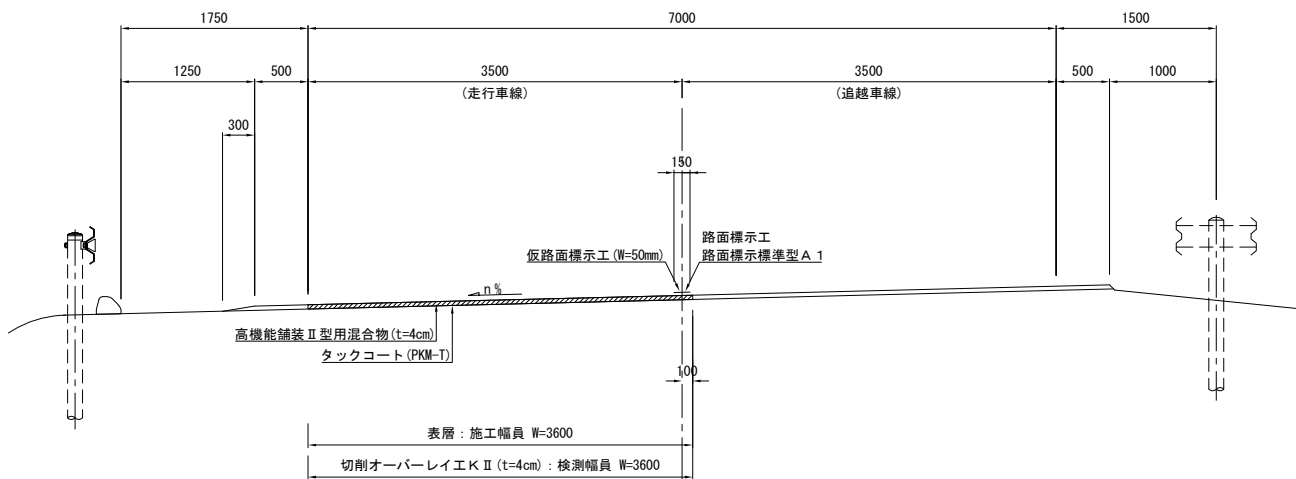 1750
7000
1500
1250
500
3500
3500
500
1000
(走行車線)
(追越車線)
300
150
路面標示工
仮路面標示工(W=50mm)
路面標示標準型A1
n%
高機能舗装Ⅱ型用混合物(t=4cm)
タックコート(PKM-T)
100
表層:施工幅員 W=3600
切削オーバーレイ工KⅡ(t=4cm):検測幅員 W=3600